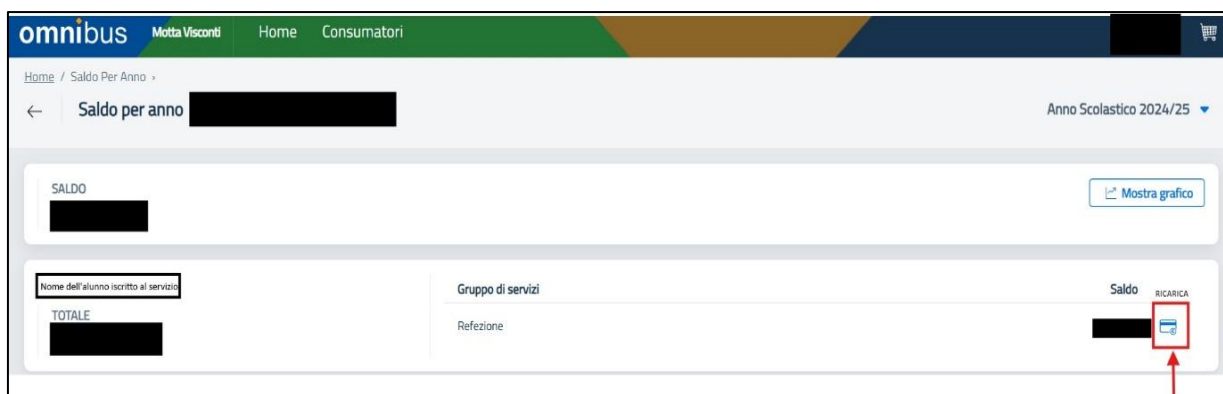 omnibus Motta Visconti Home Consumatori
Home / Saldo Per Anno ›
← Saldo per anno Anno Scolastico 2024/25
SALDO
Mostra grafico
Nome dell'alunno iscritto al servizio
Gruppo di servizi Saldo RICARICA
TOTALE
Refezione